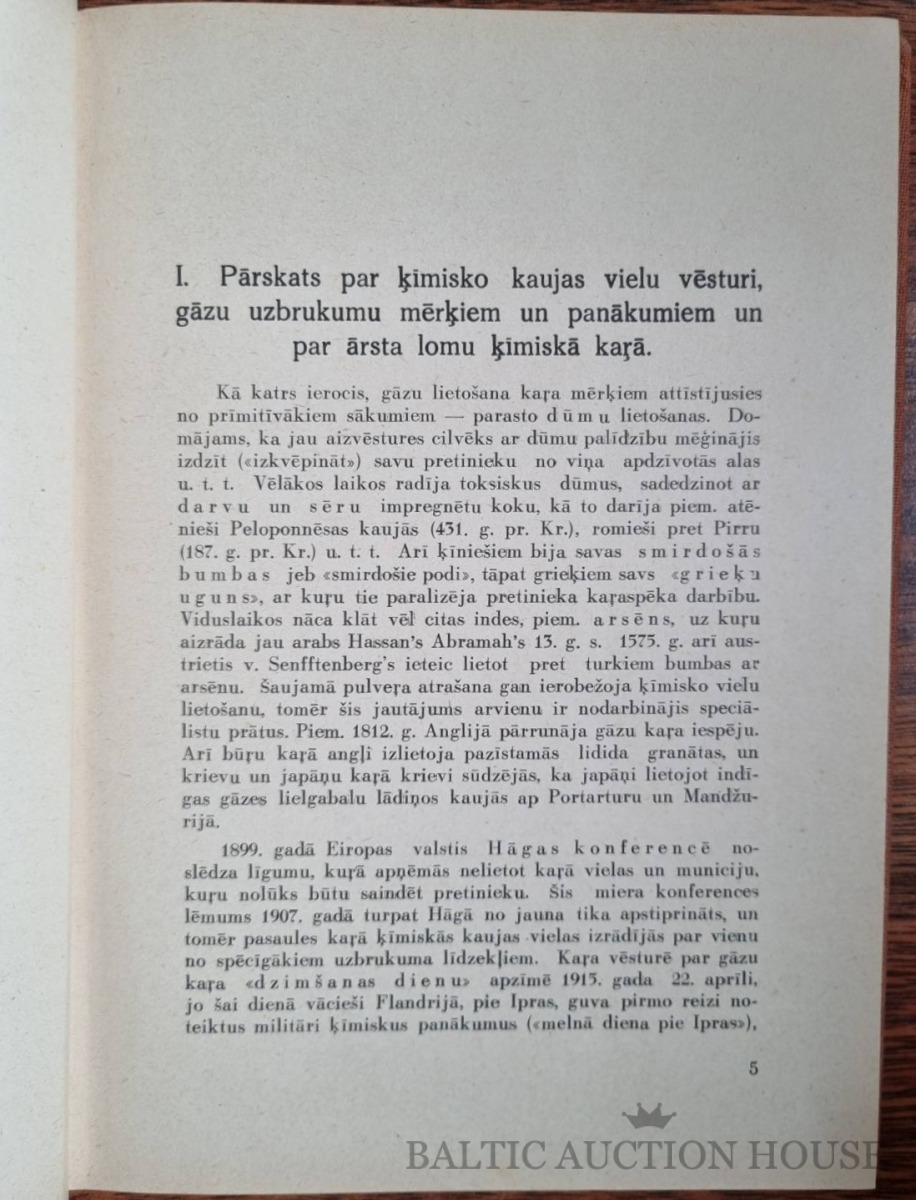 I. Pārskats par ķīmisko kaujas vielu vēsturi,
gāzu uzbrukumu mērķiem un panākumiem un
par ārsta lomu ķīmiskā kaŗā.
Kā katrs ierocis, gāzu lietošana kaŗa mērķiem attīstījusies
no prīmitīvākiem sākumiem — parasto dūmu lietošanas. Do-
mājams, ka jau aizvēstures cilvēks ar dūmu palīdzību mēģinājis
izdzīt («izkvēpināt») savu pretinieku no viņa apdzīvotās alas
u. t. t. Vēlākos laikos radīja toksiskus dūmus, sadedzinot ar
darvu un sēru impregnētu koku, kā to darīja piem. atē-
nieši Peloponnēsas kaujās (431. g. pr. Kr.), romieši pret Pirru
(187. g. pr. Kr.) u. t. t. Arī ķīniešiem bija savas smirdošās
bumbas jeb «smirdošie podi», tāpat grieķiem savs «grieķu
uguns», ar kuŗu tie paralizēja pretinieka kaŗaspēka darbību.
Viduslaikos nāca klāt vēl citas indes, piem. arsēns, uz kuŗu
aizrāda jau arabs Hassan's Abramah's 13. g. s. 1575. g. arī aus-
trietis v. Senfftenberg's ieteic lietot pret turkiem bumbas ar
arsēnu. Šaujamā pulveŗa atrašana gan ierobežoja ķīmisko vielu
lietošanu, tomēr šis jautājums arvienu ir nodarbinājis speciā-
listu prātus. Piem. 1812. g. Anglijā pārrunāja gāzu kaŗa iespēju.
Arī būŗu kaŗā angļi izlietoja pazīstamās lidida granātas, un
krievu un japāņu kaŗā krievi sūdzējās, ka japāņi lietojot indī-
gas gāzes lielgabalu lādiņos kaujās ap Portarturu un Mandžu-
rijā.
1899. gadā Eiropas valstis Hāgas konferencē no-
slēdza līgumu, kuŗā apņēmās nelietot kaŗā vielas un municiju,
kuŗu nolūks būtu saindēt pretinieku. Šis miera konferences
lēmums 1907. gadā turpat Hāgā no jauna tika apstiprināts, un
tomēr pasaules kaŗā ķīmiskās kaujas vielas izrādījās par vienu
no spēcīgākiem uzbrukuma līdzekļiem. Kaŗa vēsturē par gāzu
kaŗa «dzimšanas dienu» apzīmē 1915. gada 22. aprīli,
jo šai dienā vācieši Flandrijā, pie Ipras, guva pirmo reizi no-
teiktus militāri ķīmiskus panākumus («melnā diena pie Ipras»),
5
BALTIC AUCTION HOUSE